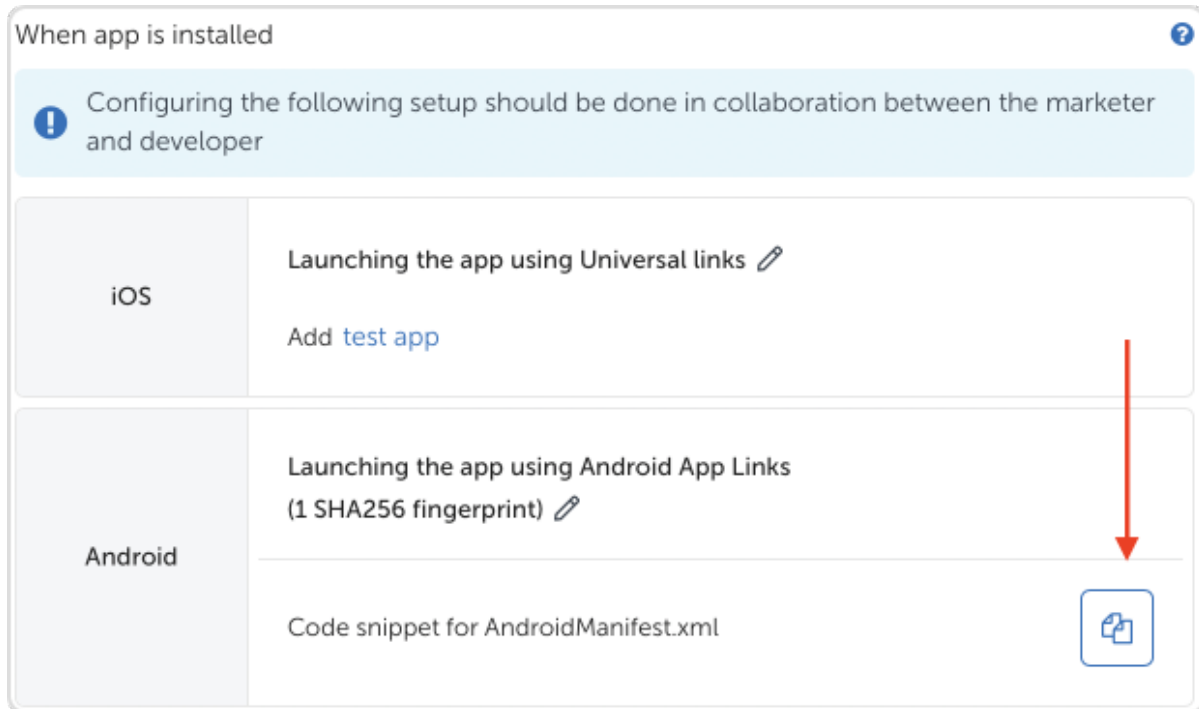 When app is installed
Configuring the following setup should be done in collaboration between the marketer
and developer
iOS
Launching the app using Universal links
Add test app
Android
Launching the app using Android App Links
(1 SHA256 fingerprint)
Code snippet for AndroidManifest.xml